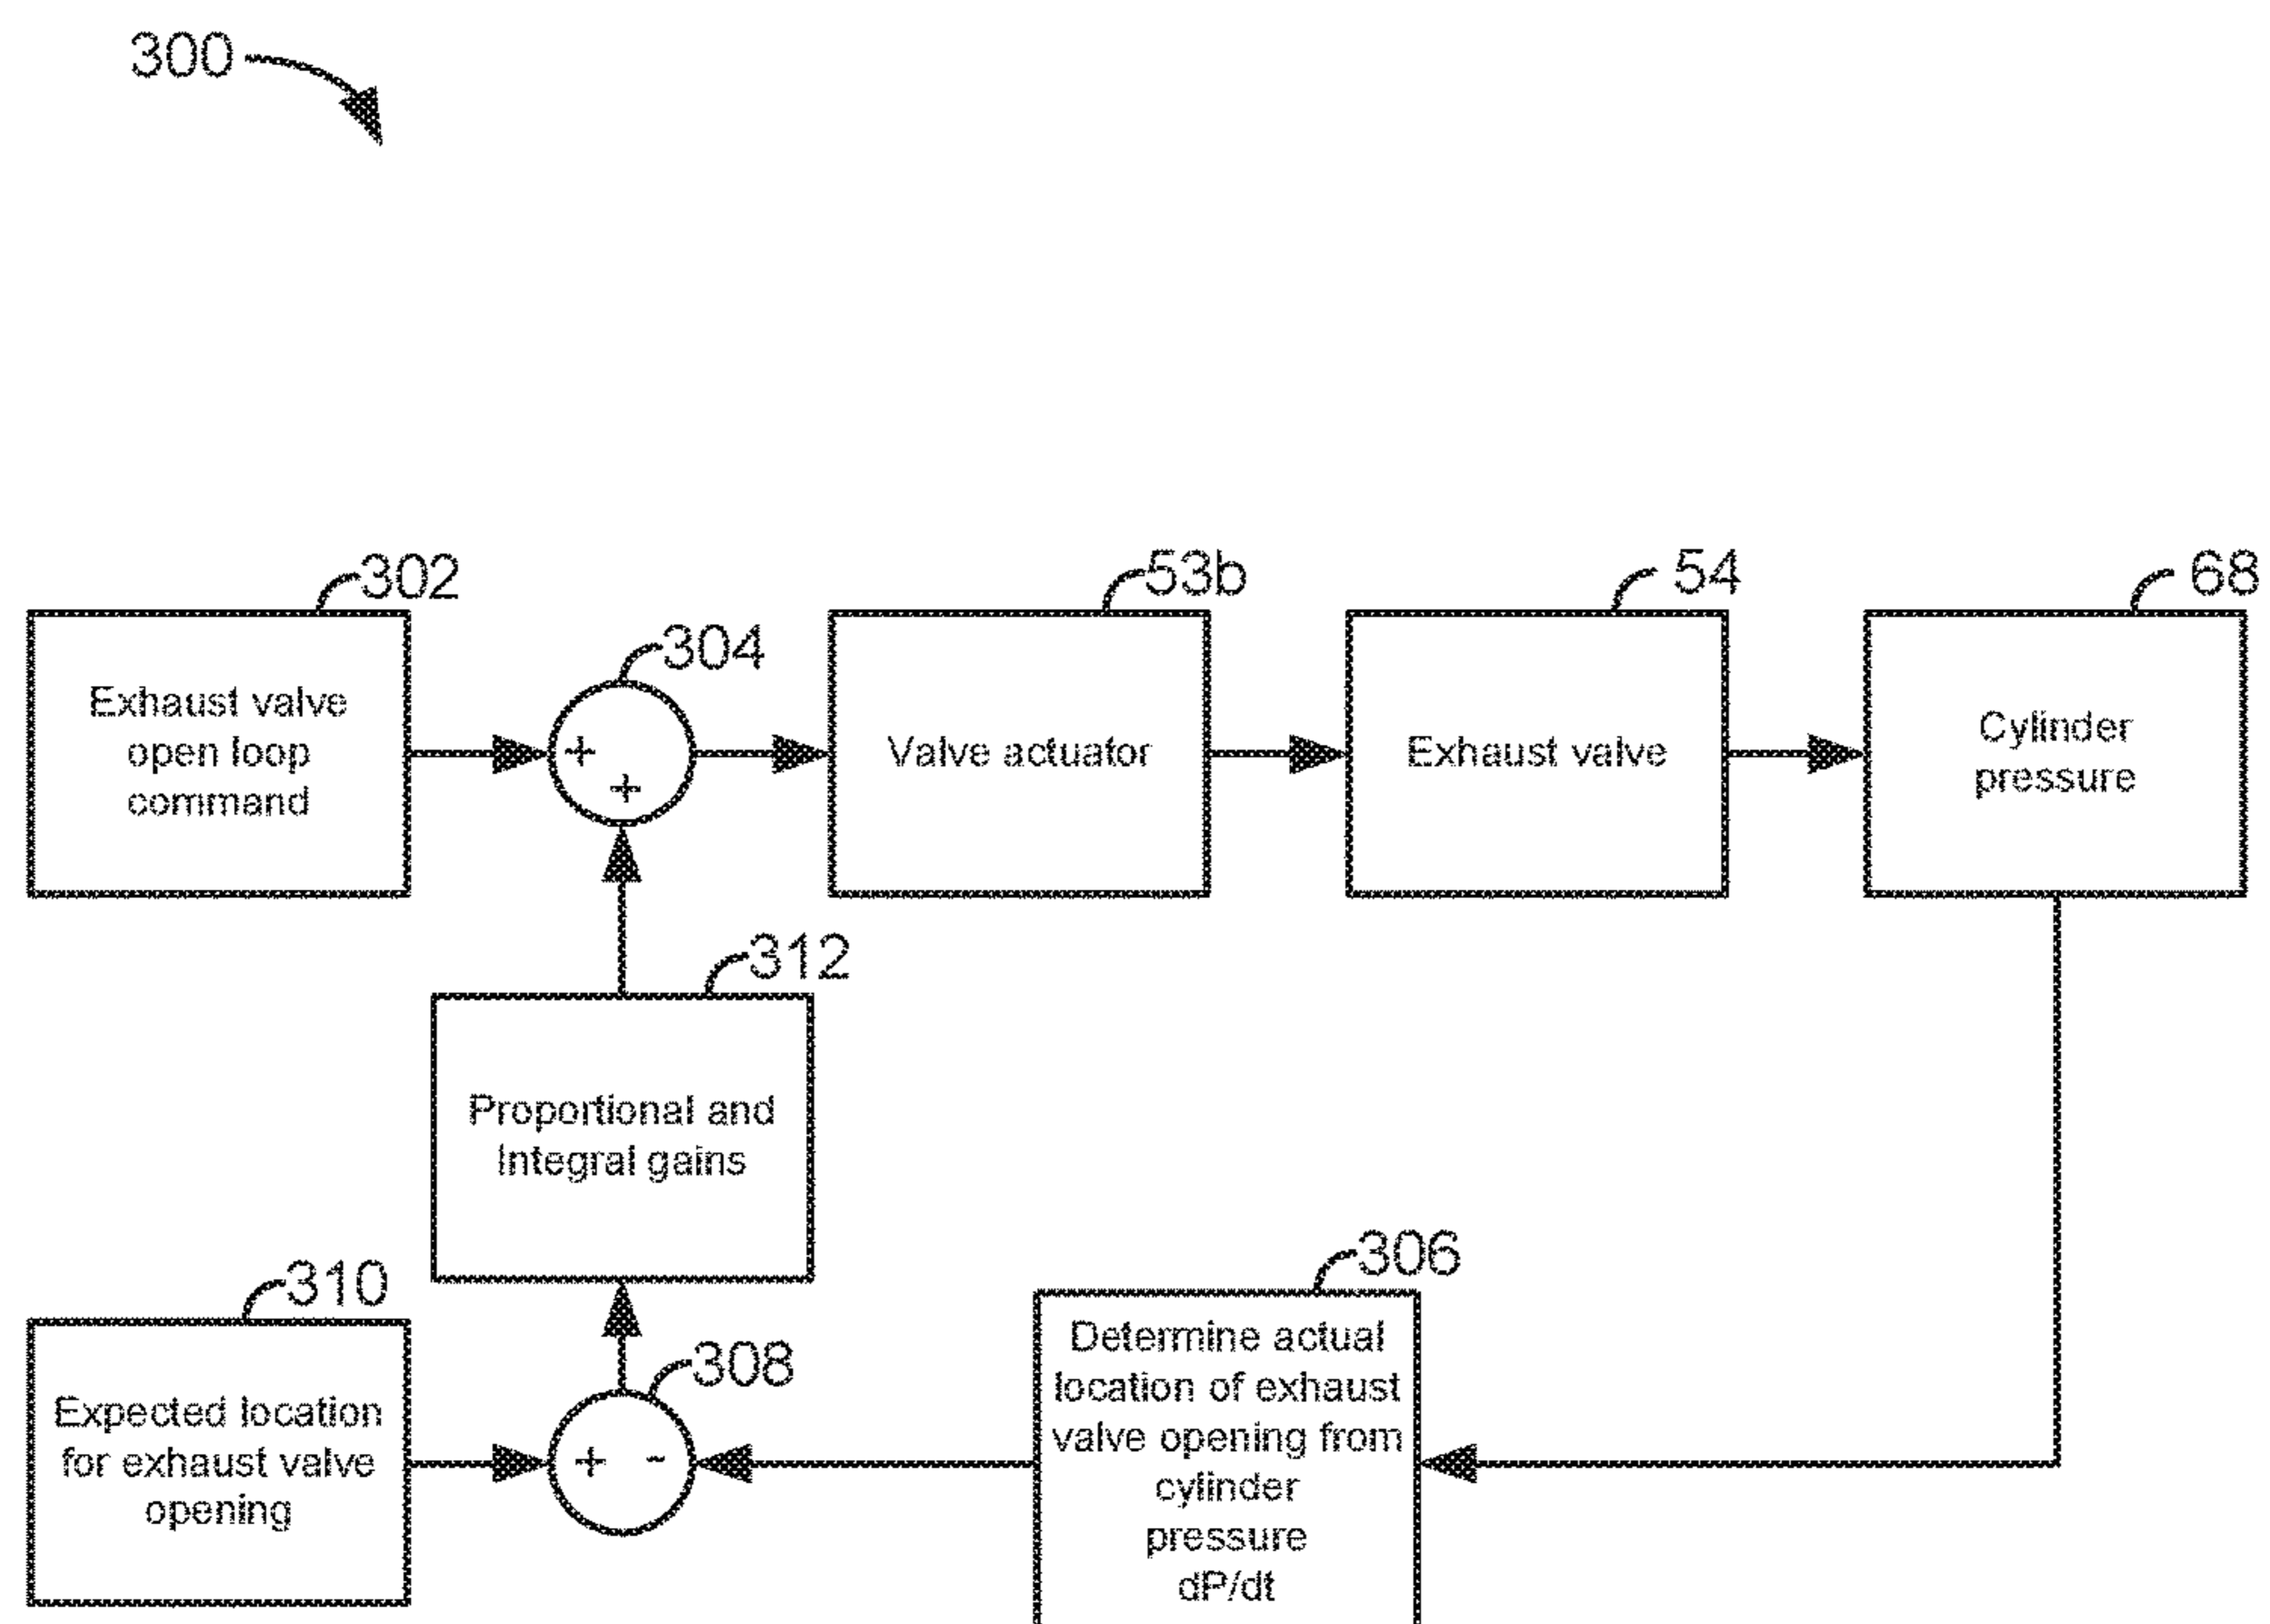 300
302
Exhaust valve
open loop
command
304
+
+
53b
Valve actuator
54
Exhaust valve
68
Cylinder
pressure
312
Proportional and
Integral gains
310
Expected location
for exhaust valve
opening
308
+ -
306
Determine actual
location of exhaust
valve opening from
cylinder
pressure
dP/dt